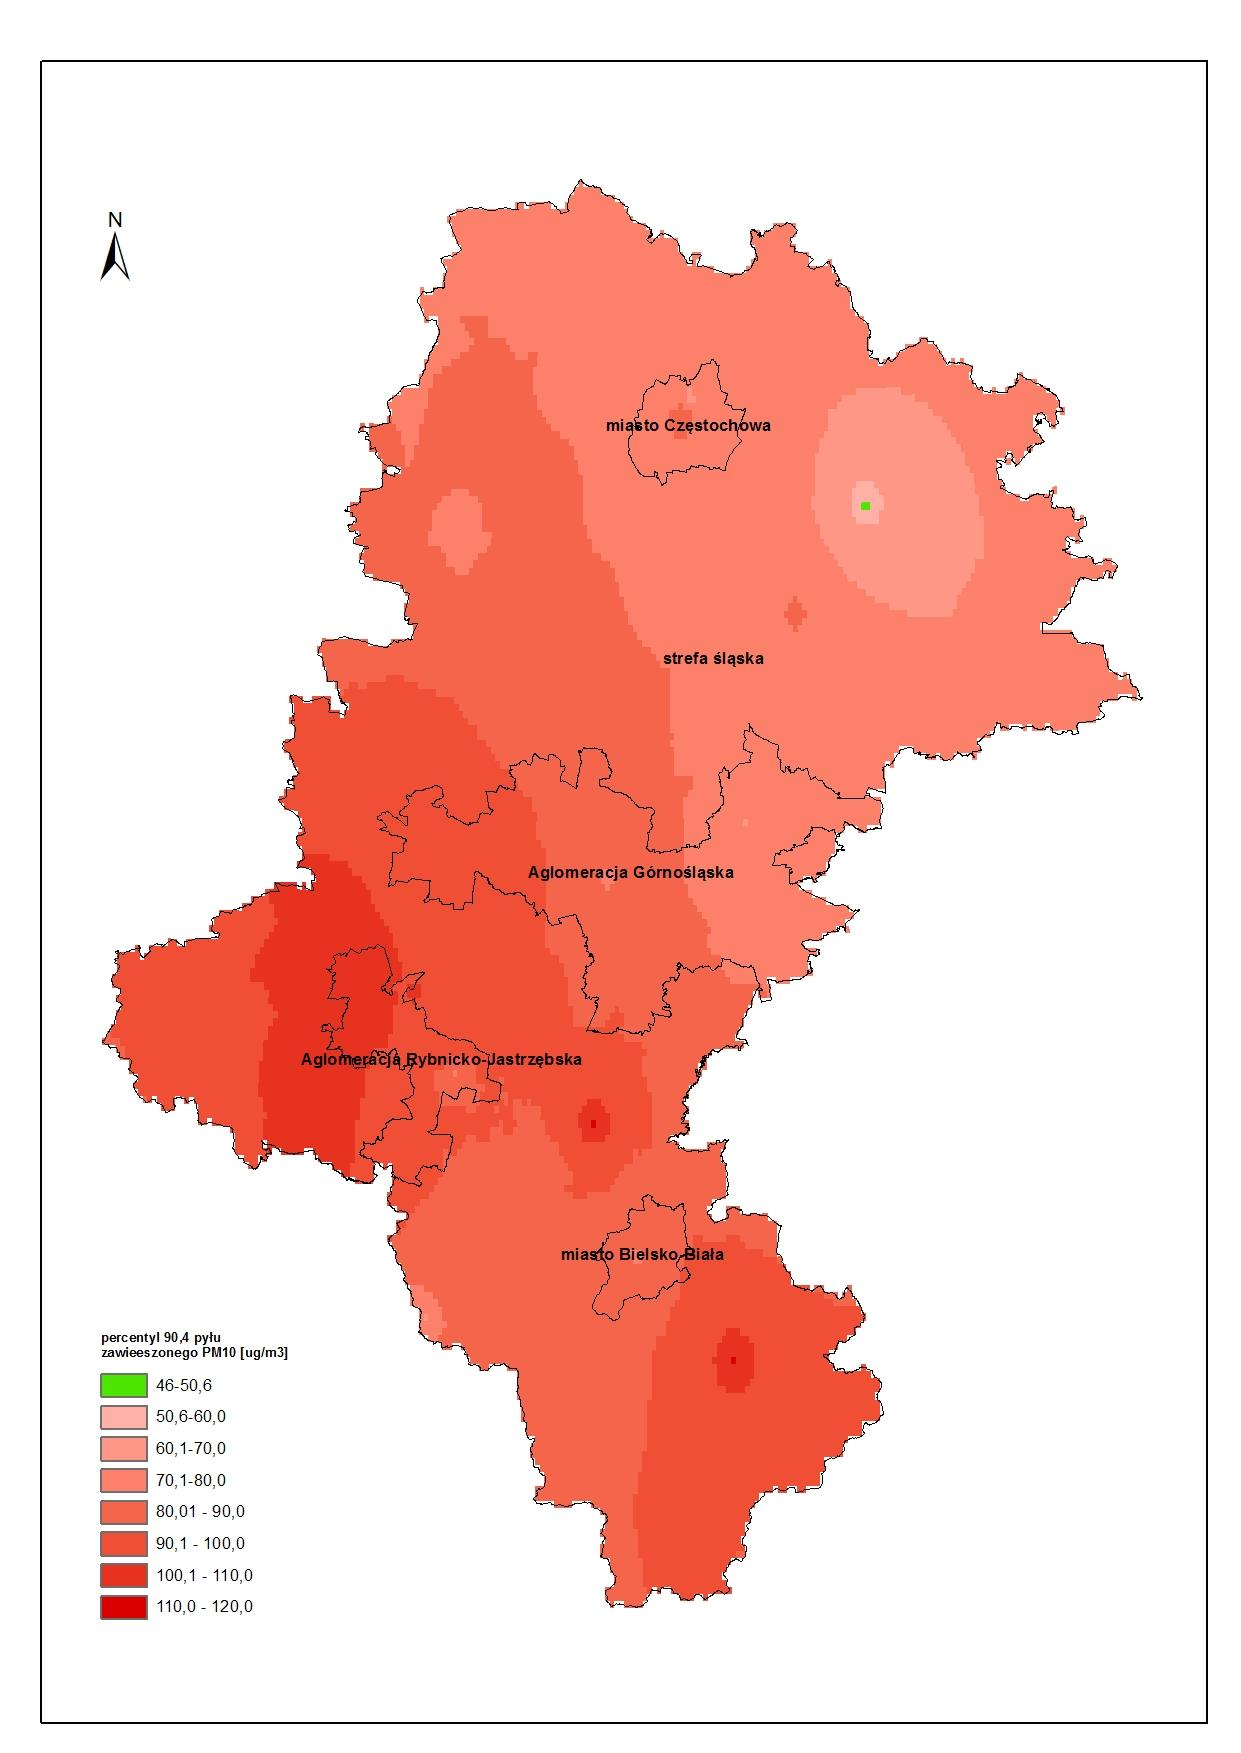 N
miasto Częstochowa
strefa śląska
Aglomeracja Górnośląska
Aglomeracja Rybnicko-Jastrzębska
miasto Bielsko-Biała
percentyl 90,4 pyłu
zawieeszonego PM10 [ug/m3]
46-50,6
50,6-60,0
60,1-70,0
70,1-80,0
80,01 - 90,0
90,1 - 100,0
100,1 - 110,0
110,0 - 120,0